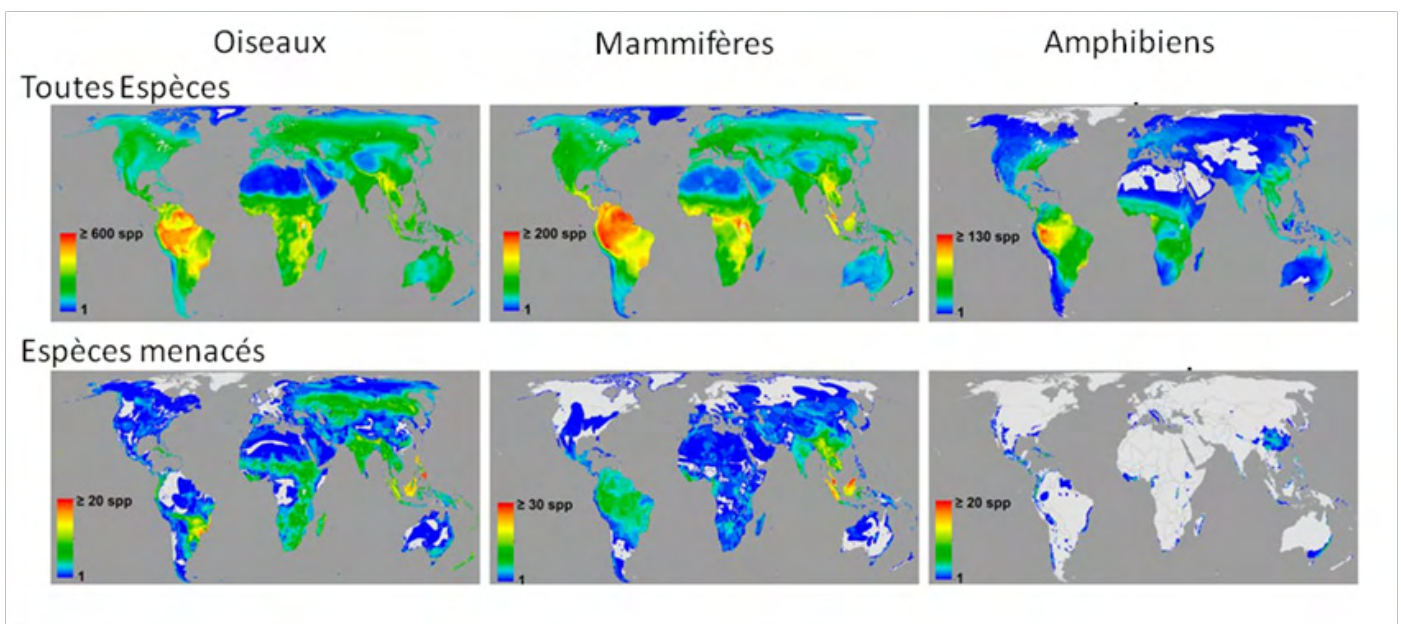 Oiseaux Mammifères Amphibiens
Toutes Espèces
≥ 600 spp
1
≥ 200 spp
1
≥ 130 spp
1
Espèces menacés
≥ 20 spp
1
≥ 30 spp
1
≥ 20 spp
1